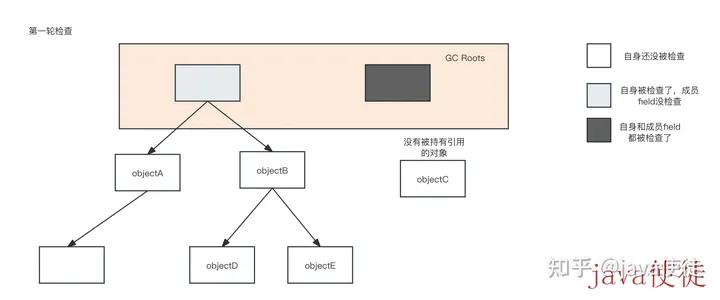 第一轮检查
GC Roots
自身还没被检查
自身被检查了，成员
field没检查
自身和成员field
都被检查了
没有被持有引用
的对象
objectA
objectB
objectC
objectD
objectE
知乎 @java使徒
java使徒